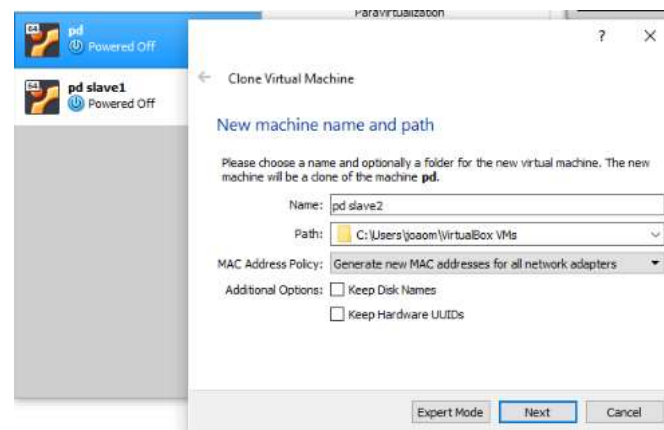 Paravirtualization
64
pd
Powered Off
64
pd slave1
Powered Off
?
Clone Virtual Machine
New machine name and path
Please choose a name and optionally a folder for the new virtual machine. The new
machine will be a clone of the machine pd.
Name: pd slave2
Path: C:\Users\joaom\VirtualBox VMs
MAC Address Policy: Generate new MAC addresses for all network adapters
Additional Options: Keep Disk Names
Keep Hardware UUIDs
Expert Mode Next Cancel